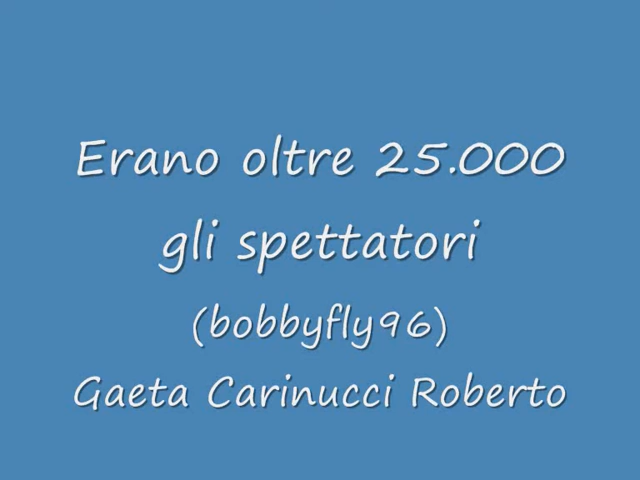 Erano oltre 25.000
gli spettatori
(bobbyfly96)
Gaeta Carinucci Roberto